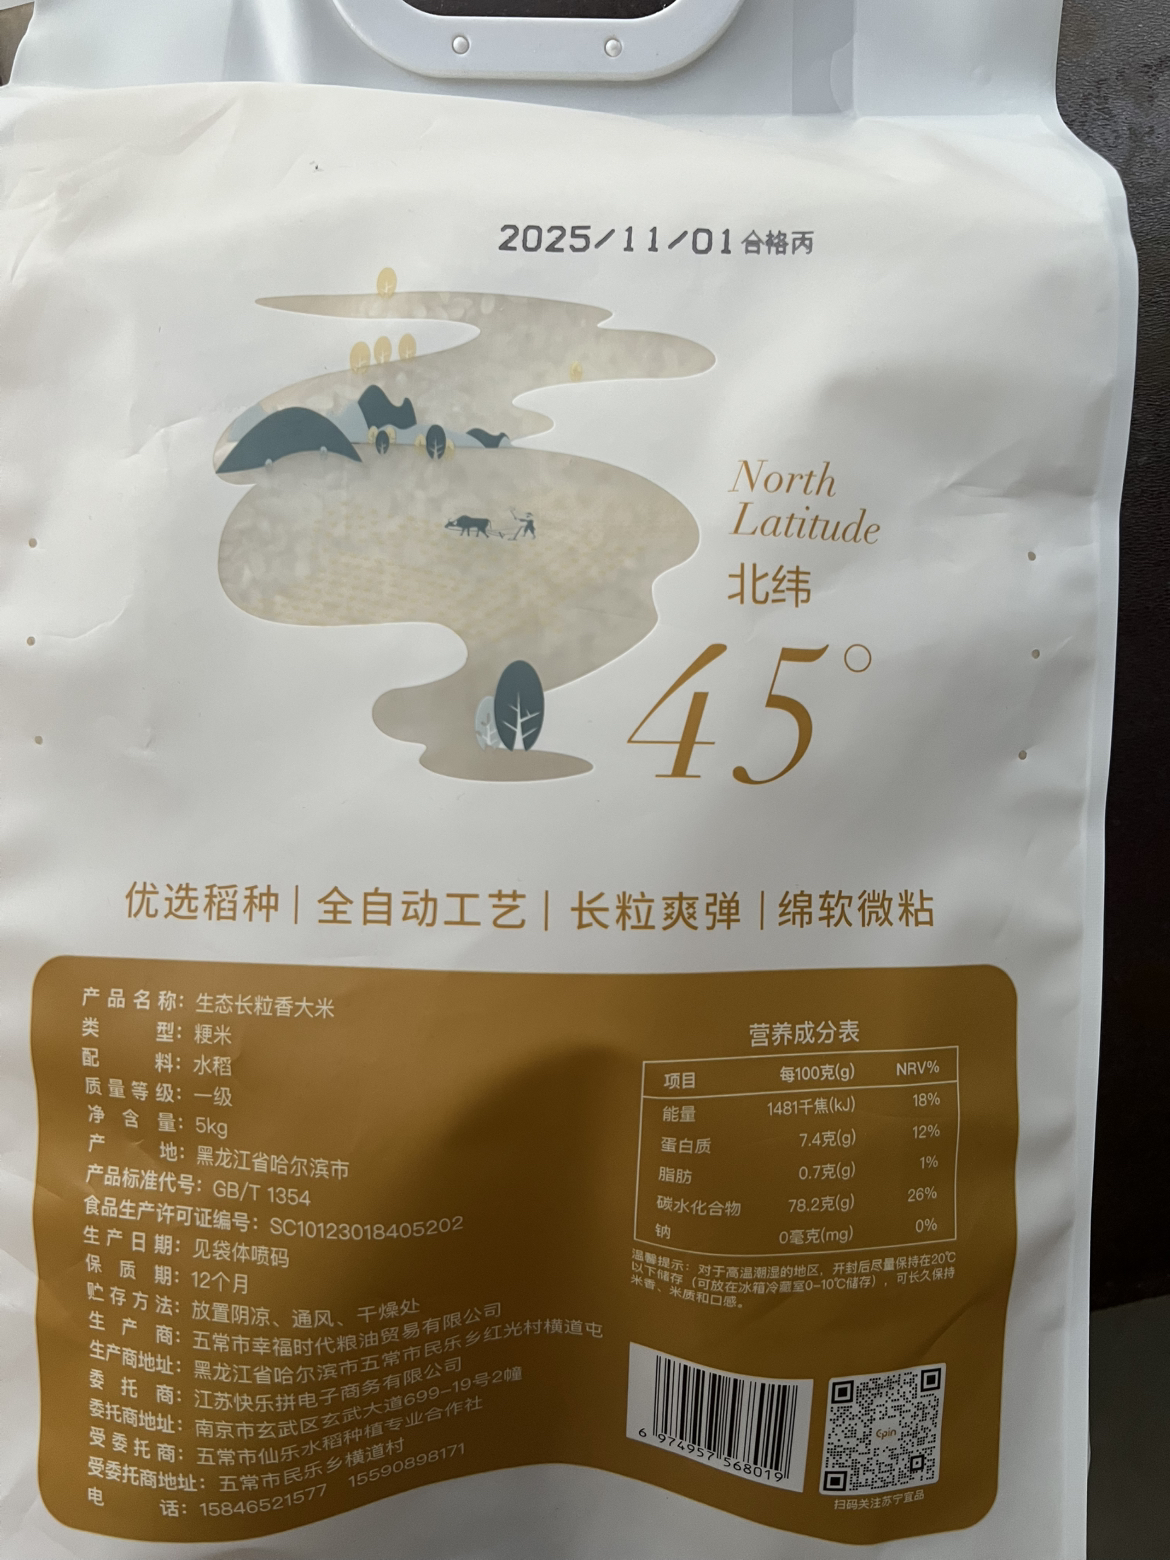 2025/11/01合格丙
North
Latitude
北纬
45°
优选稻种|全自动工艺|长粒爽弹|绵软微粘
产品名称：生态长粒香大米
类型：粳米
配料：水稻
质量等级：一级
净含量：5kg
产地：黑龙江省哈尔滨市
产品标准代号：GB/T 1354
食品生产许可证编号：SC10123018405202
生产日期：见袋体喷码
保质期：12个月
贮存方法：放置阴凉、通风、干燥处
生产商：五常市幸福时代粮油贸易有限公司
生产商地址：黑龙江省哈尔滨市五常市民乐乡红光村横道屯
委托商：江苏快乐拼电子商务有限公司
委托商地址：南京市玄武区玄武大道699-19号2幢
受委托商：五常市仙乐水稻种植专业合作社
受委托商地址：五常市民乐乡横道村
电话：15846521577 15590898171
营养成分表
项目 每100克(g) NRV%
能量 1481千焦(kJ) 18%
蛋白质 7.4克(g) 12%
脂肪 0.7克(g) 1%
碳水化合物 78.2克(g) 26%
钠 0毫克(mg) 0%
温馨提示：对于高温潮湿的地区，开封后尽量保持在20℃
以下储存（可放在冰箱冷藏室0-10℃储存），可长久保持
米香、米质和口感。
6 974957 568019
Epin
扫码关注苏宁宜品